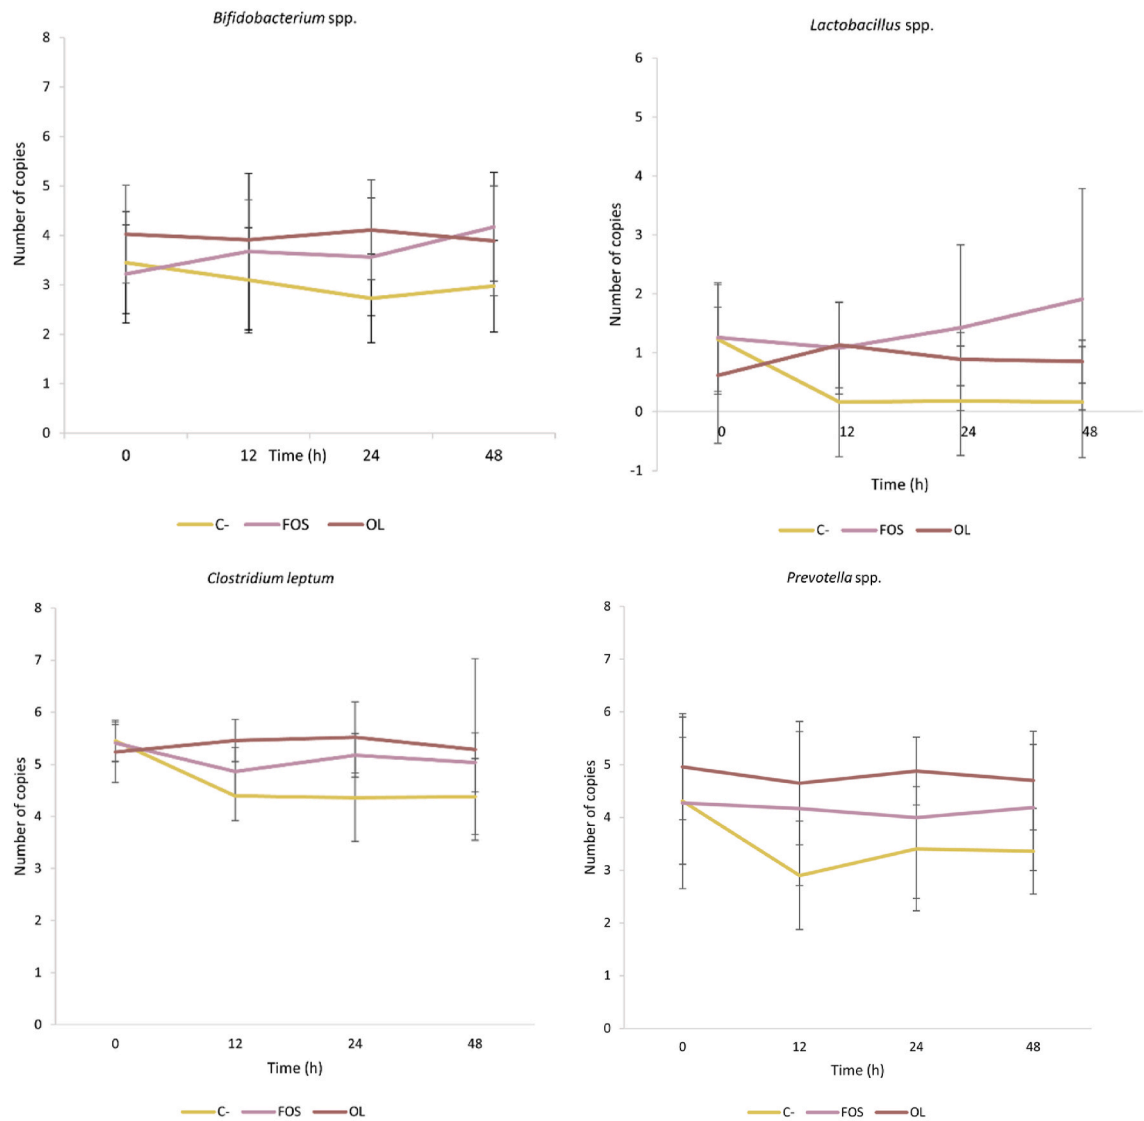 Bifidobacterium spp.
8
7
6
5
4
3
2
1
0
Number of copies
0 12 Time (h) 24 48
C- FOS OL
Lactobacillus spp.
6
5
4
3
2
1
0
-1
Number of copies
0 12 24 48
Time (h)
C- FOS OL
Clostridium leptum
8
7
6
5
4
3
2
1
0
Number of copies
0 12 24 48
Time (h)
C- FOS OL
Prevotella spp.
8
7
6
5
4
3
2
1
0
Number of copies
0 12 24 48
Time (h)
C- FOS OL